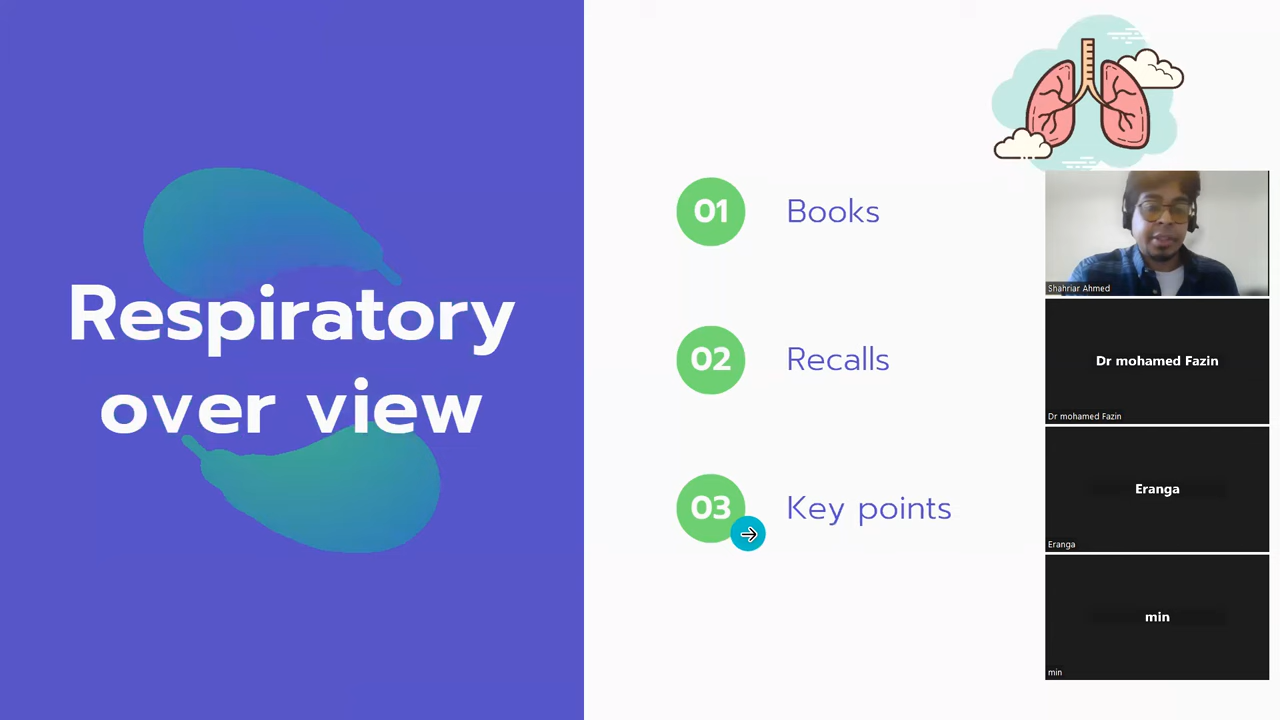 Respiratory
over view
01 Books
02 Recalls
03 Key points
Shahriar Ahmed
Dr mohamed Fazin
Dr mohamed Fazin
Eranga
Eranga
min
min